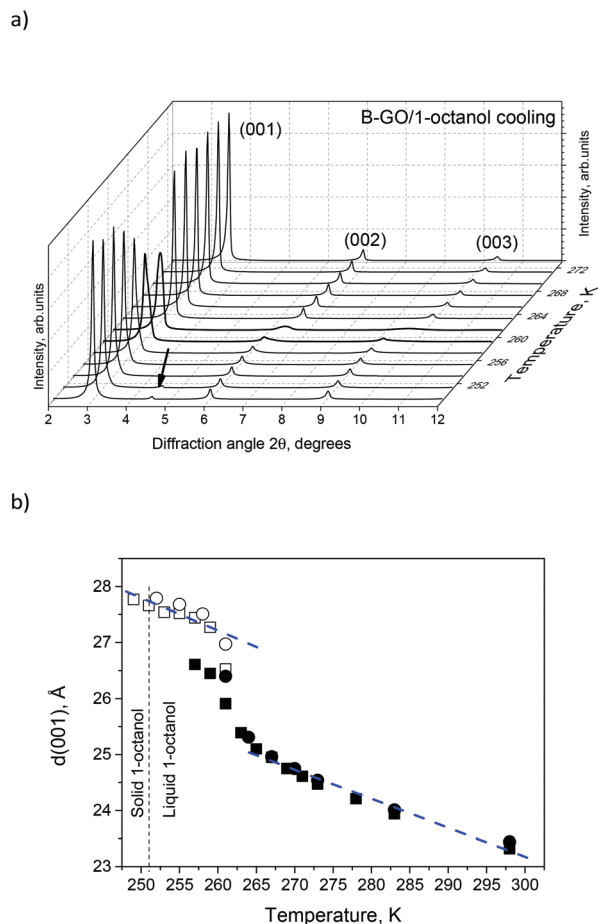 a)
B-GO/1-octanol cooling
(001)
(002)
(003)
Intensity, arb.units
Intensity, arb.units
272
268
264
260
256
252
Temperature, K
2 3 4 5 6 7 8 9 10 11 12
Diffraction angle 2θ, degrees
b)
28
27
26
25
24
23
d(001), Å
Solid 1-octanol
Liquid 1-octanol
250 255 260 265 270 275 280 285 290 295 300
Temperature, K